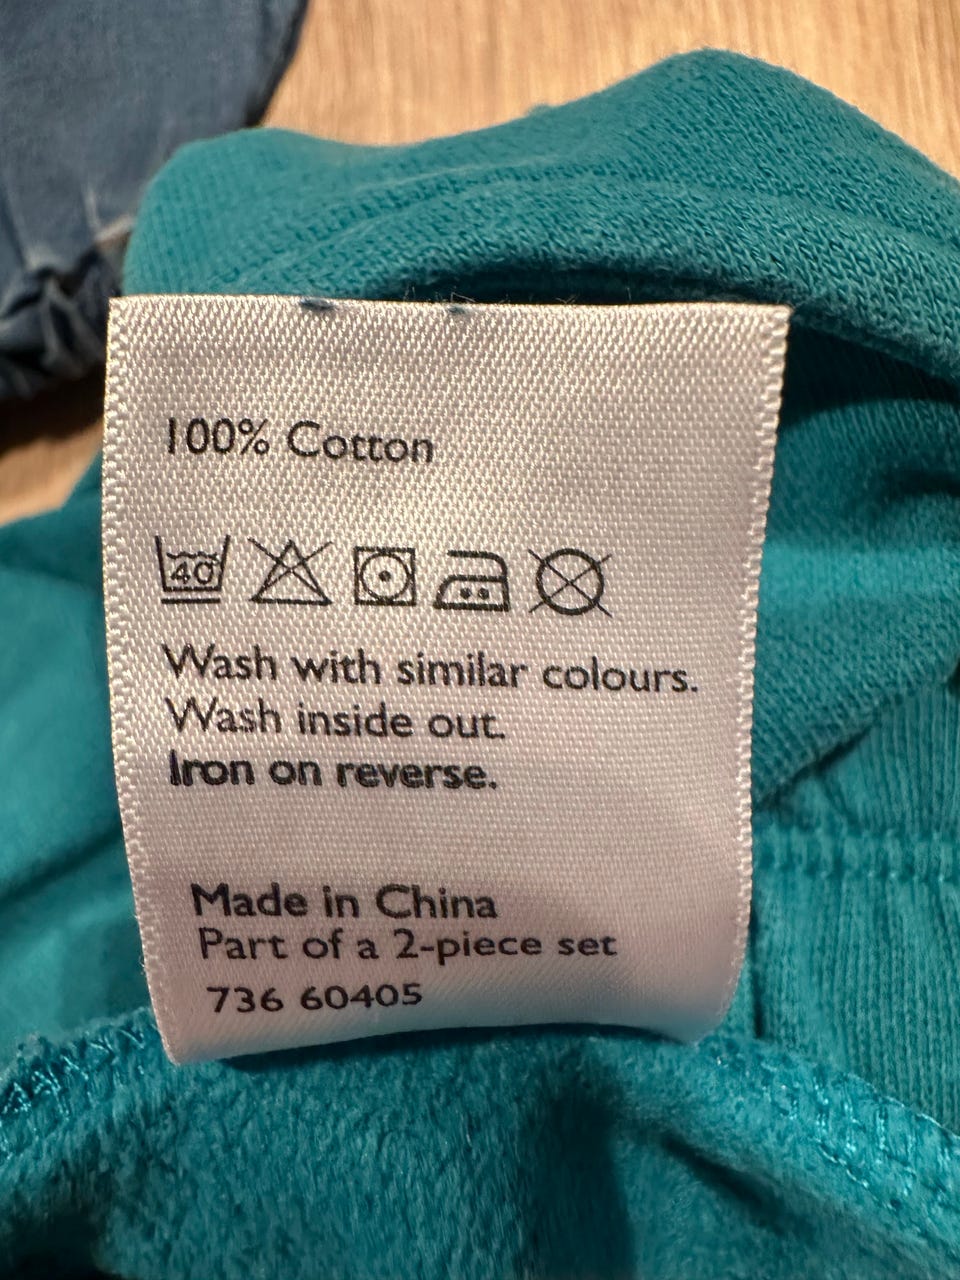 100% Cotton
40
Wash with similar colours.
Wash inside out.
Iron on reverse.
Made in China
Part of a 2-piece set
736 60405